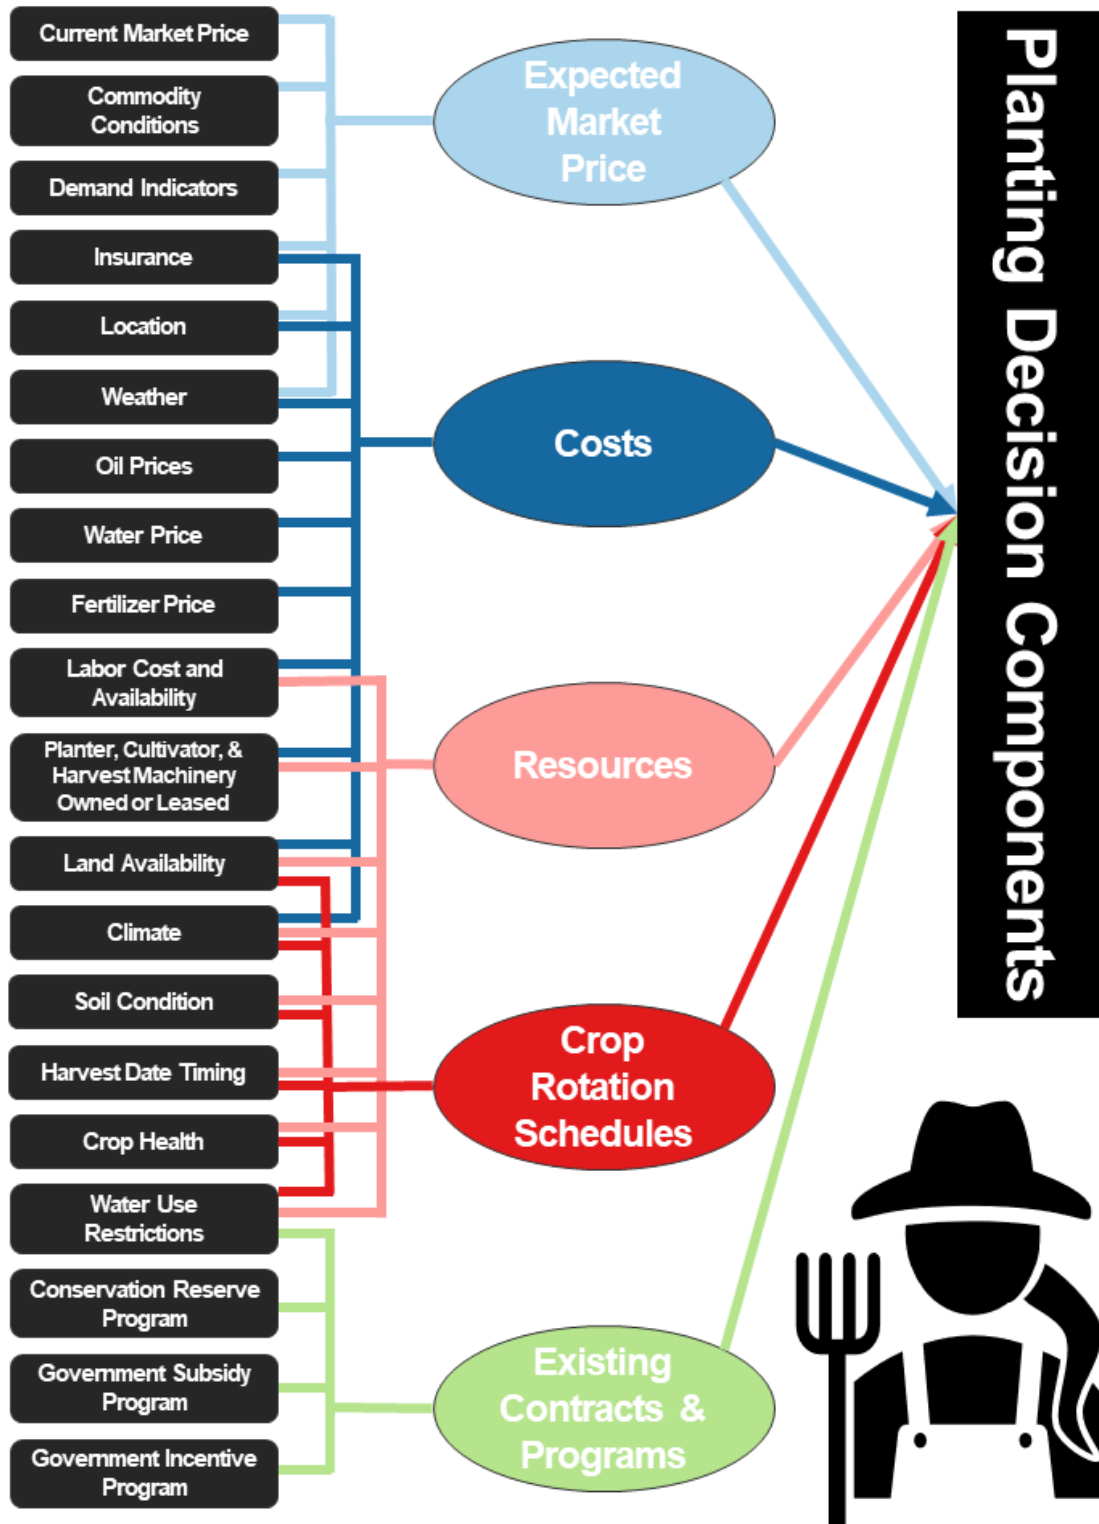 Current Market Price
Commodity
Conditions
Demand Indicators
Insurance
Location
Weather
Oil Prices
Water Price
Fertilizer Price
Labor Cost and
Availability
Planter, Cultivator, &
Harvest Machinery
Owned or Leased
Land Availability
Climate
Soil Condition
Harvest Date Timing
Crop Health
Water Use
Restrictions
Conservation Reserve
Program
Government Subsidy
Program
Government Incentive
Program
Expected
Market
Price
Costs
Resources
Crop
Rotation
Schedules
Existing
Contracts &
Programs
Planting Decision Components